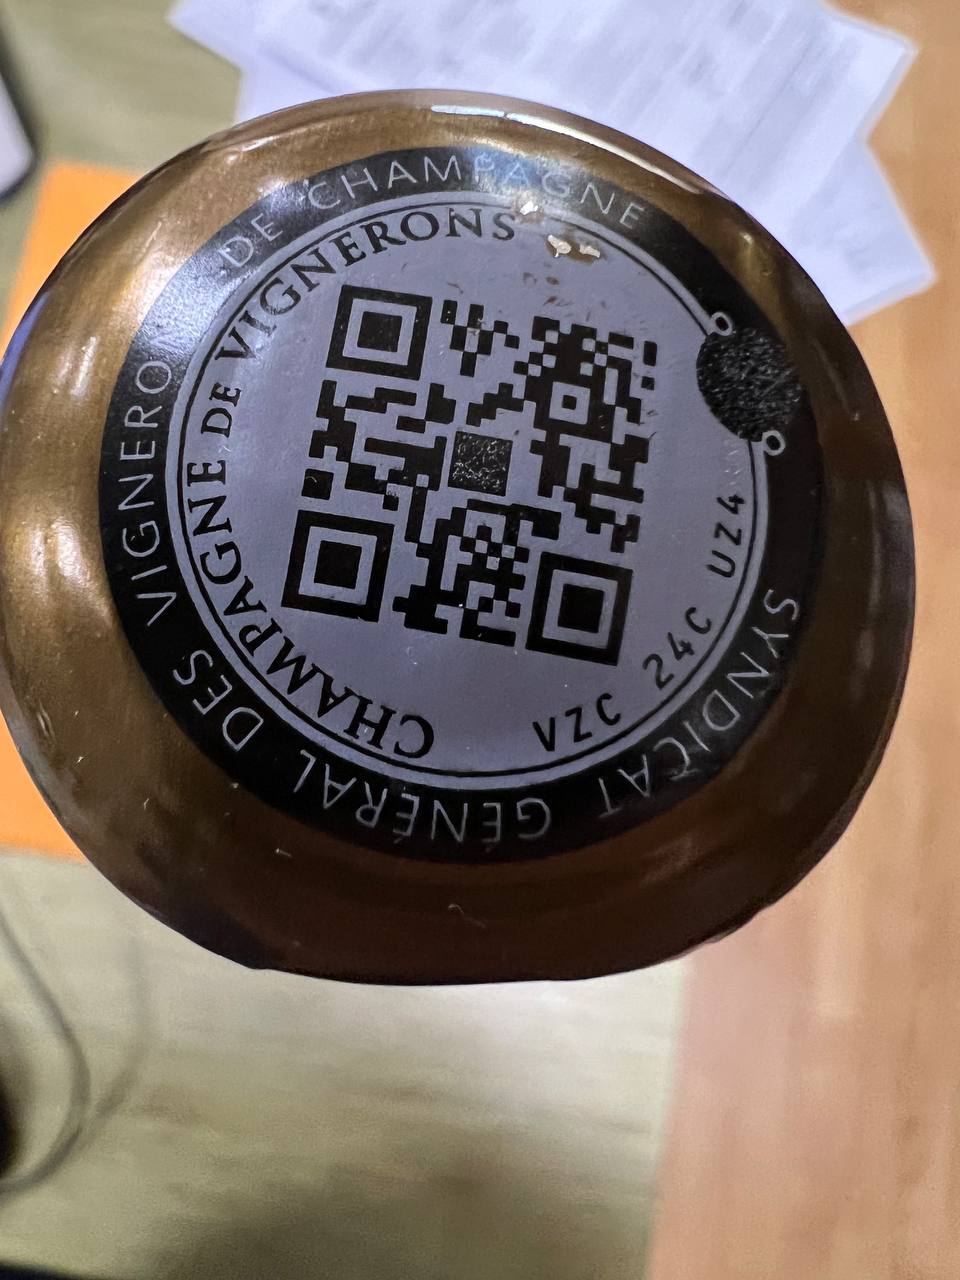 SYNDICAT GÉNÉRAL DES VIGNERONS DE CHAMPAGNE
CHAMPAGNE DE VIGNERONS
VZC 24C UZ4